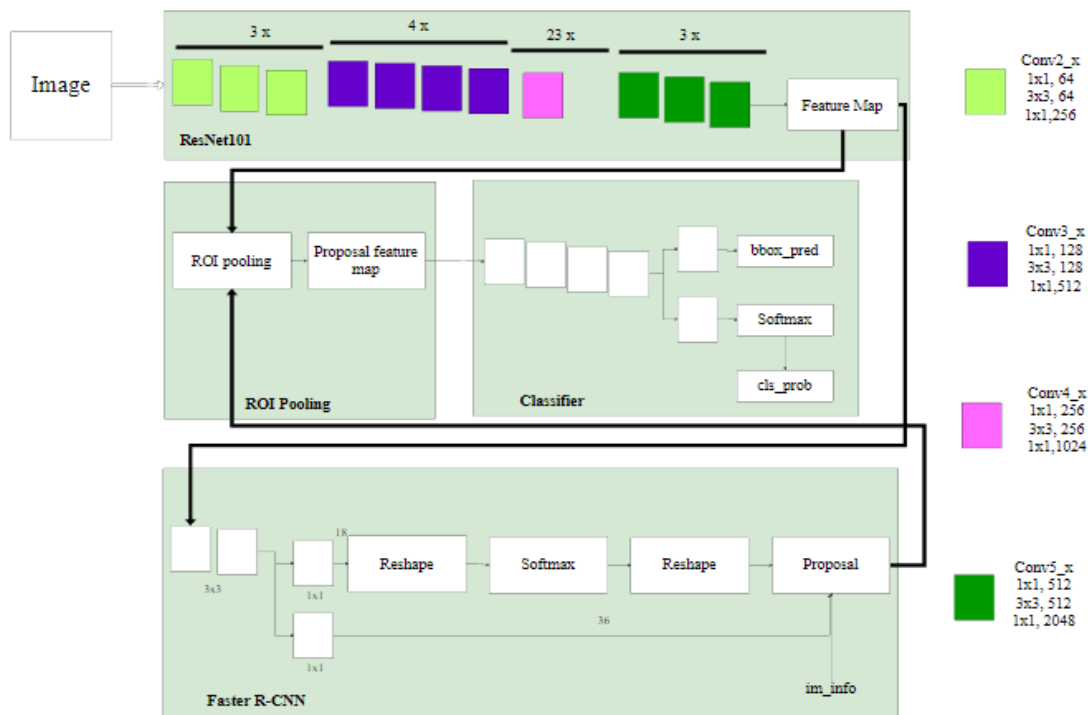 3 x
4 x
23 x
3 x
Image
Feature Map
ResNet101
Conv2_x
1x1, 64
3x3, 64
1x1,256
ROI pooling
Proposal feature
map
bbox_pred
Softmax
cls_prob
ROI Pooling
Classifier
Conv3_x
1x1, 128
3x3, 128
1x1,512
Conv4_x
1x1, 256
3x3, 256
1x1,1024
18
3x3
1x1
Reshape
Softmax
Reshape
Proposal
36
1x1
im_info
Faster R-CNN
Conv5_x
1x1, 512
3x3, 512
1x1, 2048